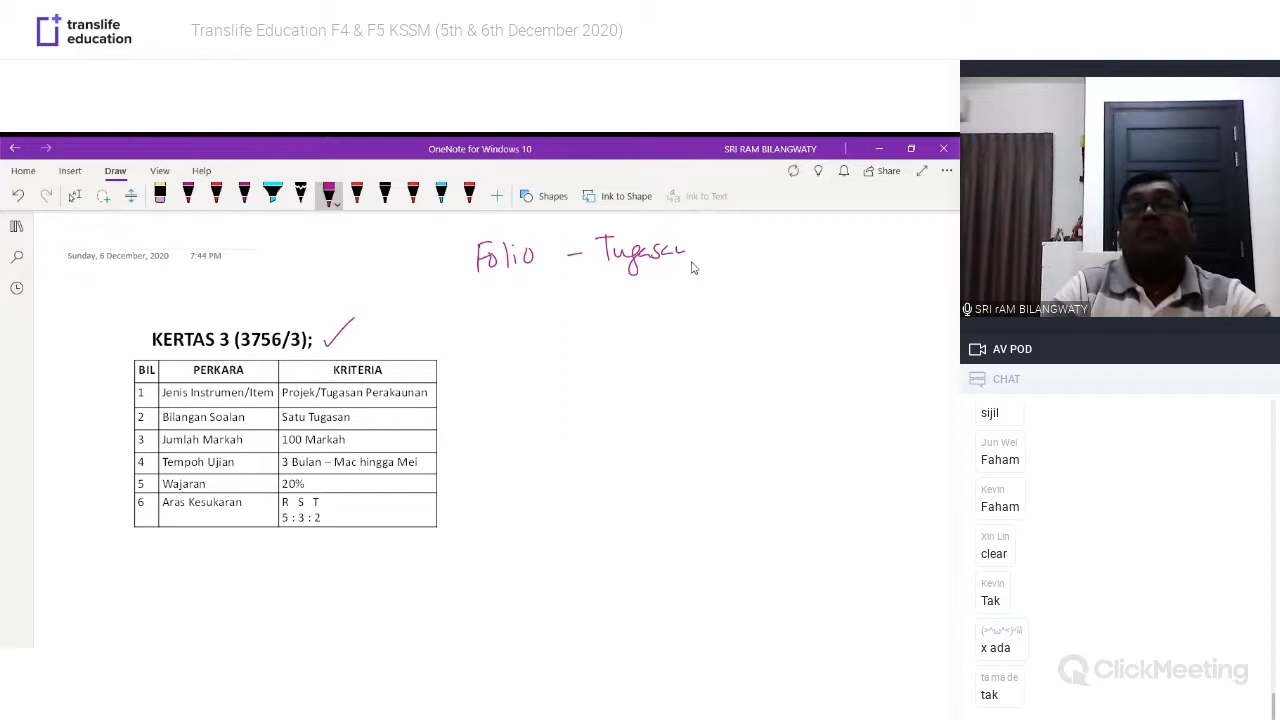 translife
education
Translife Education F4 & F5 KSSM (5th & 6th December 2020)
OneNote for Windows 10
SRI RAM BILANGWATY
Home Insert Draw View Help
Share
Shapes
Ink to Shape
Ink to Text
Sunday, 6 December, 2020 7:44 PM
Folio – Tugasan
KERTAS 3 (3756/3);
BIL PERKARA KRITERIA
1 Jenis Instrumen/Item Projek/Tugasan Perakaunan
2 Bilangan Soalan Satu Tugasan
3 Jumlah Markah 100 Markah
4 Tempoh Ujian 3 Bulan – Mac hingga Mei
5 Wajaran 20%
6 Aras Kesukaran R S T
5 : 3 : 2
SRI rAM BILANGWATY
AV POD
CHAT
sijil
Jun Wei
Faham
Kevin
Faham
Xin Lin
clear
Kevin
Tak
x ada
ta ma de
tak
ClickMeeting